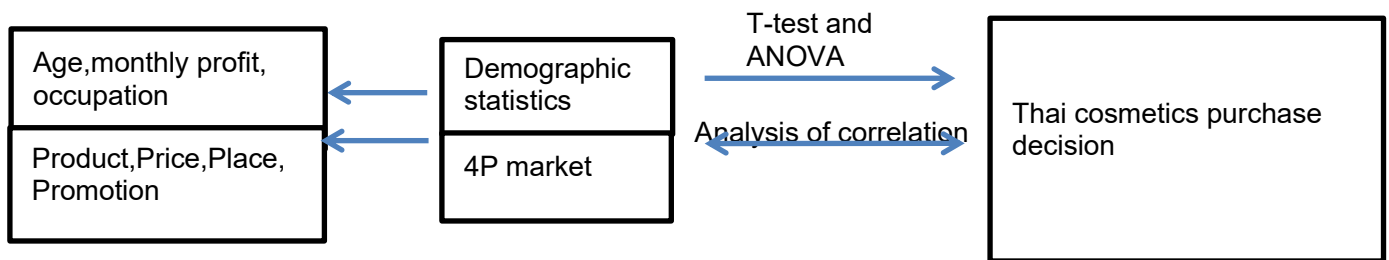 Age,monthly profit,
occupation
Product,Price,Place,
Promotion
Demographic
statistics
4P market
T-test and
ANOVA
Analysis of correlation
Thai cosmetics purchase
decision